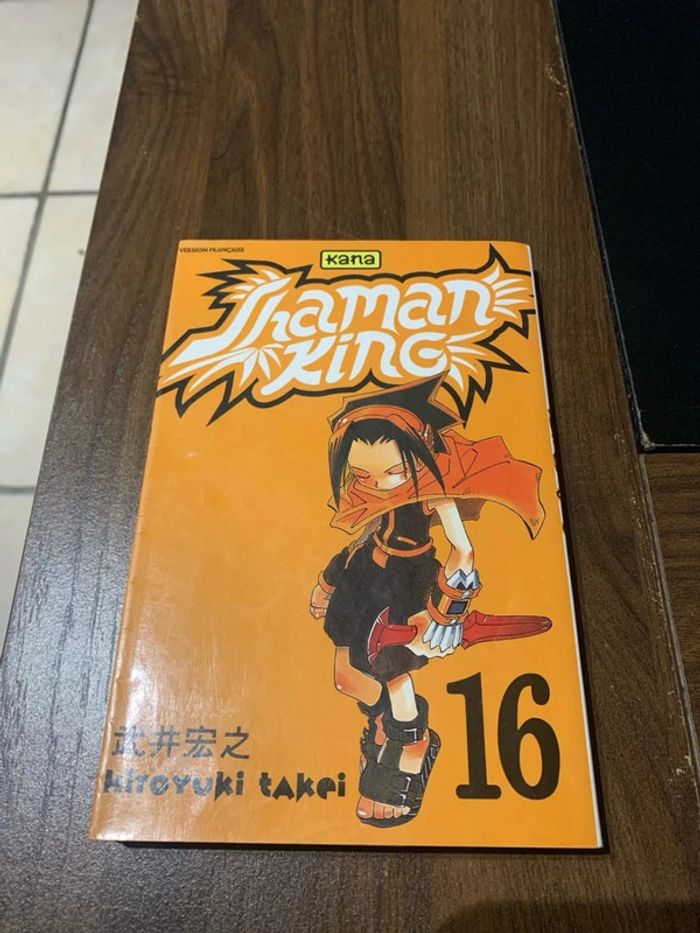 VERSION FRANÇAISE
Kana
Shaman
King
武井宏之
hiroyuki takei
16